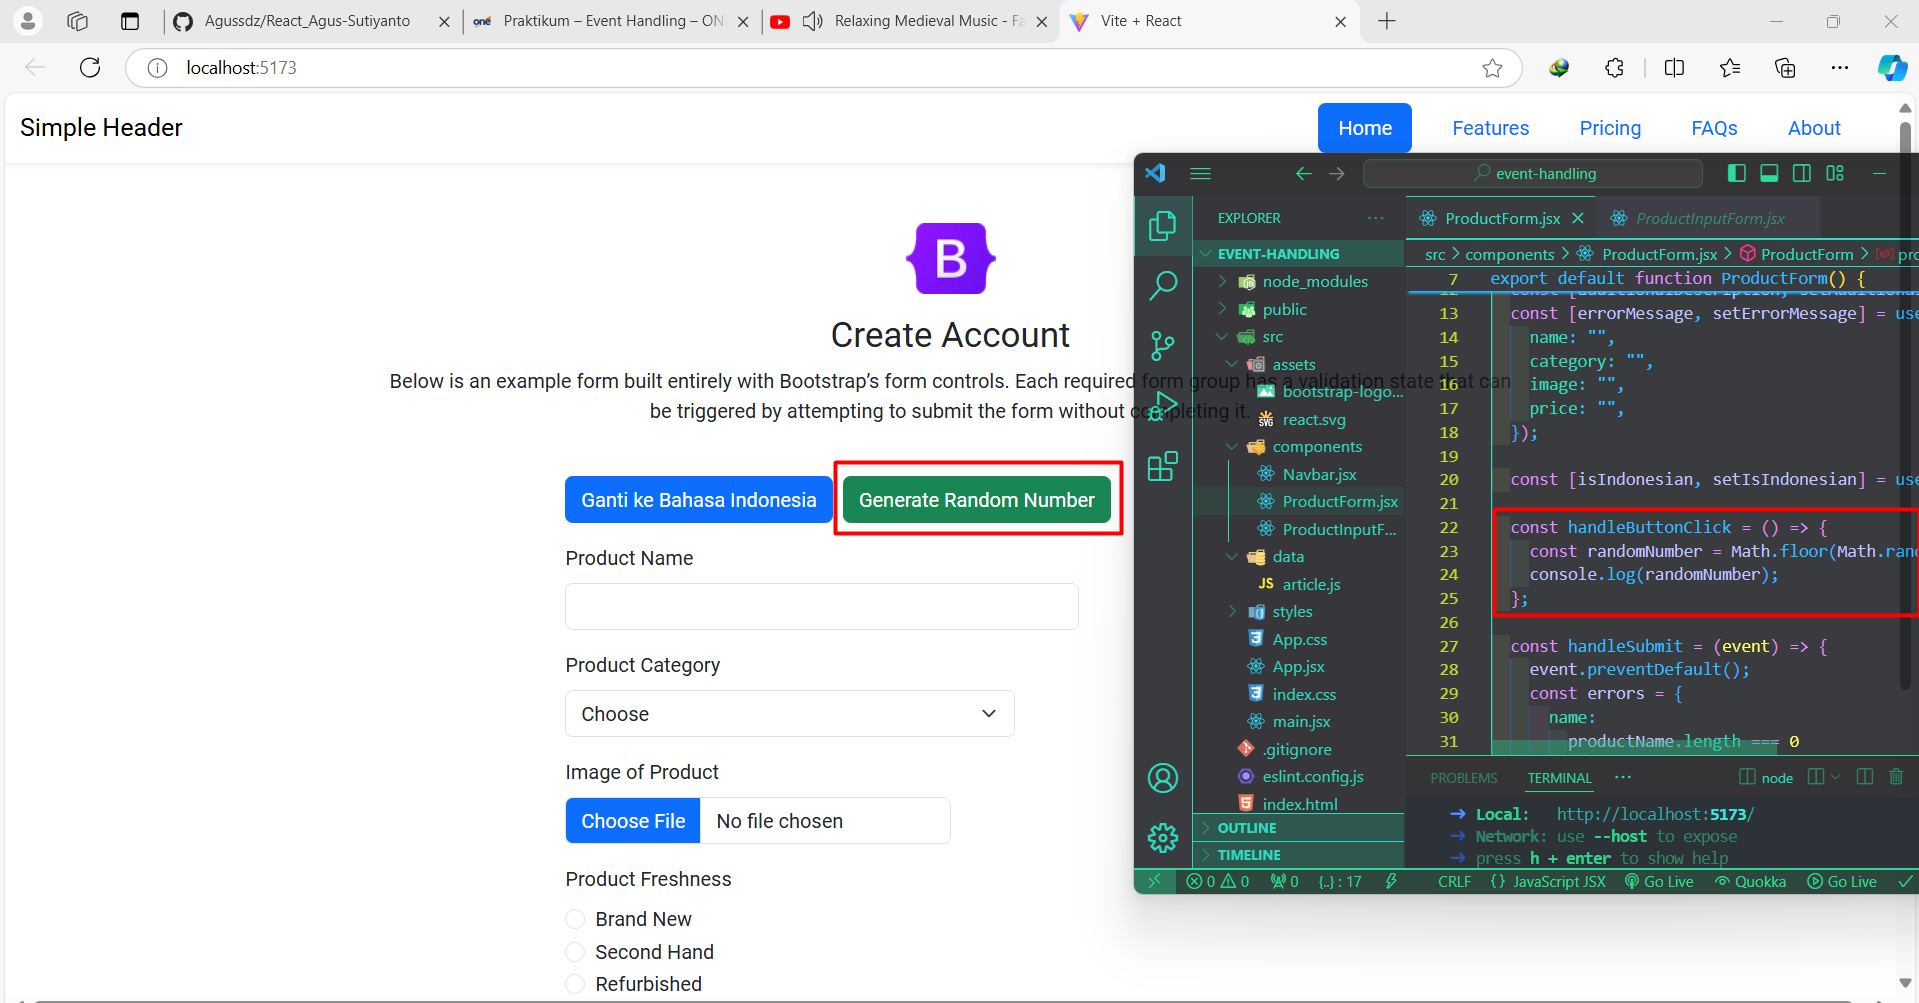 Agussdz/React_Agus-Sutiyanto
one Praktikum – Event Handling – ON
Relaxing Medieval Music - Fa
Vite + React
localhost:5173
Simple Header
Home
Features
Pricing
FAQs
About
B
Create Account
Below is an example form built entirely with Bootstrap’s form controls. Each required form group has a validation state that can
be triggered by attempting to submit the form without completing it.
Ganti ke Bahasa Indonesia
Generate Random Number
Product Name
Product Category
Choose
Image of Product
Choose File
No file chosen
Product Freshness
Brand New
Second Hand
Refurbished
event-handling
EXPLORER
EVENT-HANDLING
node_modules
public
src
assets
bootstrap-logo...
SVG react.svg
components
Navbar.jsx
ProductForm.jsx
ProductInputF...
data
JS article.js
styles
App.css
App.jsx
index.css
main.jsx
.gitignore
eslint.config.js
index.html
OUTLINE
TIMELINE
ProductForm.jsx
ProductInputForm.jsx
src > components > ProductForm.jsx > ProductForm > pro
7 export default function ProductForm() {
12 const [additionalDescription, setAdditional
13 const [errorMessage, setErrorMessage] = use
14 name: "",
15 category: "",
16 image: "",
17 price: "",
18 });
19
20 const [isIndonesian, setIsIndonesian] = use
21
22 const handleButtonClick = () => {
23 const randomNumber = Math.floor(Math.rand
24 console.log(randomNumber);
25 };
26
27 const handleSubmit = (event) => {
28 event.preventDefault();
29 const errors = {
30 name:
31 productName.length === 0
PROBLEMS
TERMINAL
node
➜ Local: http://localhost:5173/
➜ Network: use --host to expose
➜ press h + enter to show help
0 0
0
{..} : 17
CRLF
{} JavaScript JSX
Go Live
Quokka
Go Live